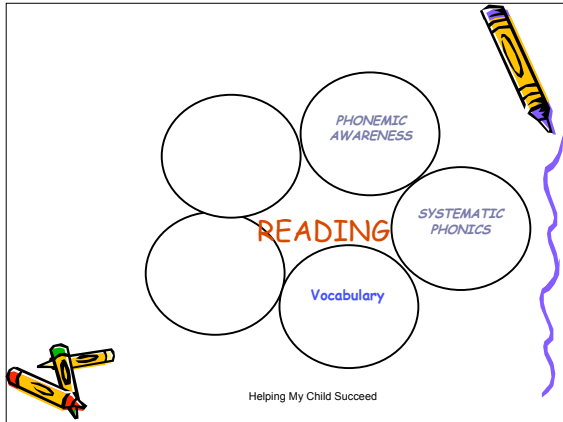 PHONEMIC
AWARENESS
SYSTEMATIC
PHONICS
READING
Vocabulary
Helping My Child Succeed